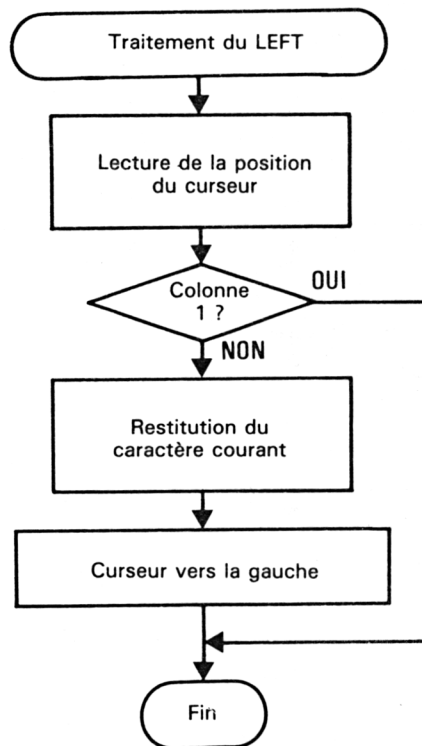 Traitement du LEFT
Lecture de la position
du curseur
Colonne
1 ?
OUI
NON
Restitution du
caractère courant
Curseur vers la gauche
Fin